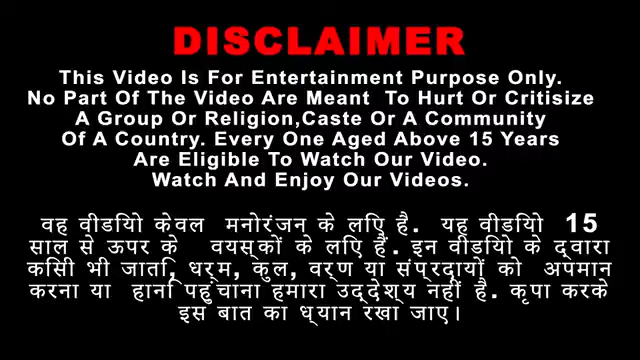 DISCLAIMER
This Video Is For Entertainment Purpose Only.
No Part Of The Video Are Meant To Hurt Or Critisize
A Group Or Religion,Caste Or A Community
Of A Country. Every One Aged Above 15 Years
Are Eligible To Watch Our Video.
Watch And Enjoy Our Videos.
वह वीडियो केवल मनोरंजन के लिए है. यह वीडियो 15
साल से ऊपर के वयस्कों के लिए हैं. इन वीडियो के द्वारा
किसी भी जाति, धर्म, कुल, वर्ण या संप्रदायों को अपमान
करना या हानि पहुंचाना हमारा उद्देश्य नहीं है. कृपा करके
इस बात का ध्यान रखा जाए।